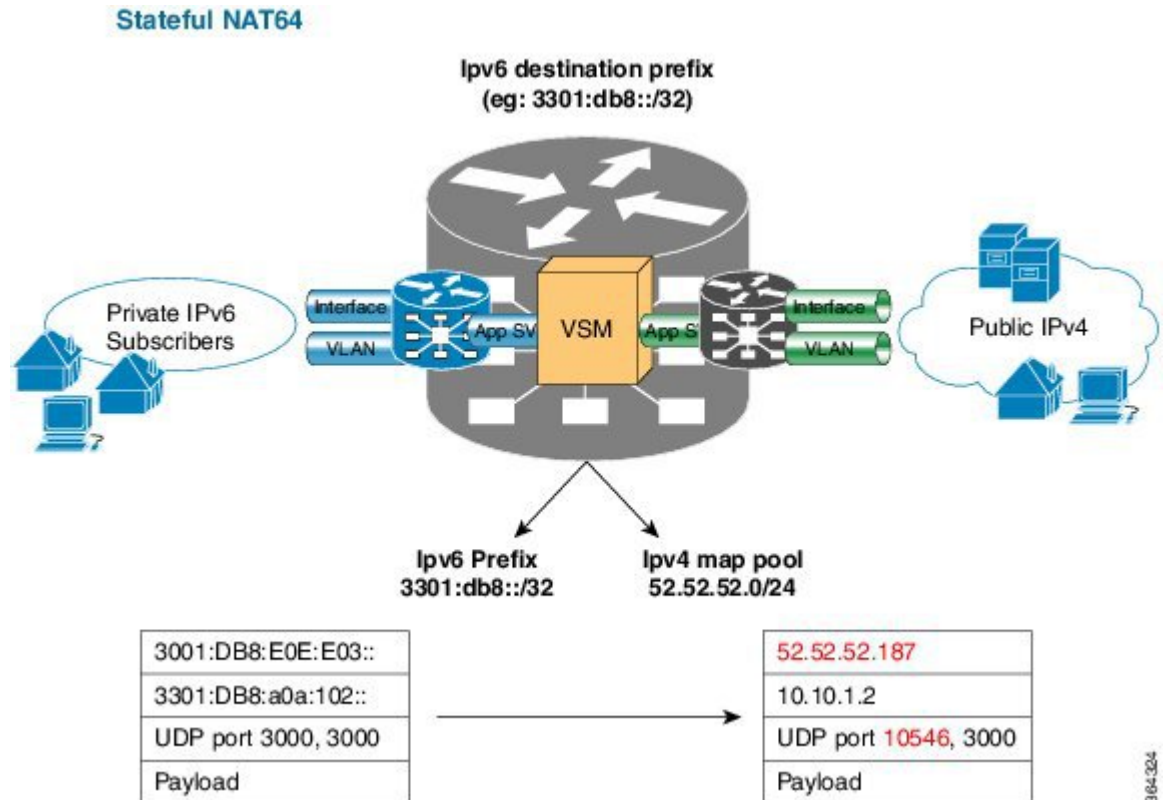 Stateful NAT64
Ipv6 destination prefix
(eg: 3301:db8::/32)
Private IPv6
Subscribers
Interface
VLAN
App SV
VSM
App S
Interface
VLAN
Public IPv4
?
?
Ipv6 Prefix
3301:db8::/32
Ipv4 map pool
52.52.52.0/24
3001:DB8:E0E:E03::
3301:DB8:a0a:102::
UDP port 3000, 3000
Payload
52.52.52.187
10.10.1.2
UDP port 10546, 3000
Payload
364324